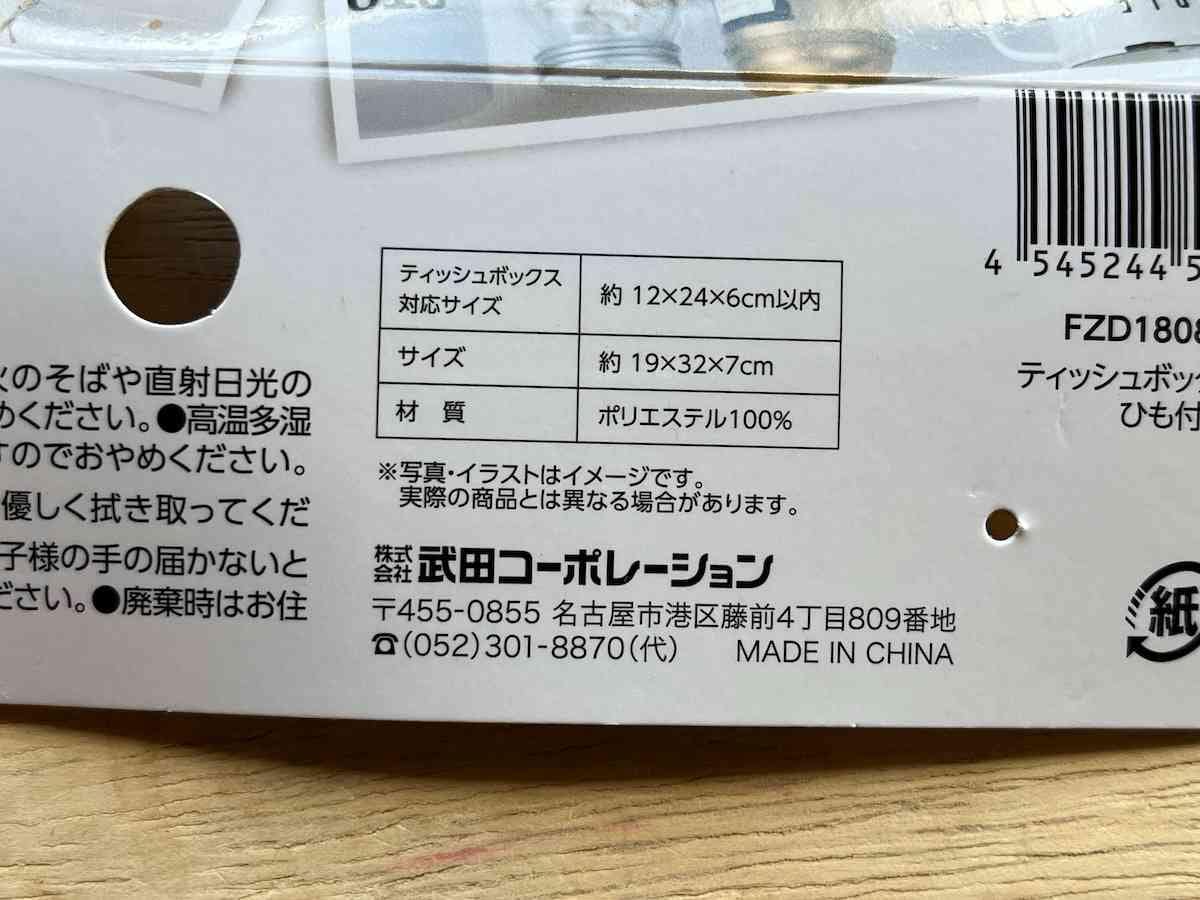 ティッシュボックス
対応サイズ
約 12×24×6cm以内
サイズ
約 19×32×7cm
材 質
ポリエステル100%
※写真・イラストはイメージです。
実際の商品とは異なる場合があります。
株式会社 武田コーポレーション
〒455-0855 名古屋市港区藤前4丁目809番地
☎(052)301-8870(代) MADE IN CHINA
火のそばや直射日光の
めください。●高温多湿
すのでおやめください。
優しく拭き取ってくだ
子様の手の届かないと
ださい。●廃棄時はお住
4 545244 5
FZD1808
ティッシュボック
ひも付
紙